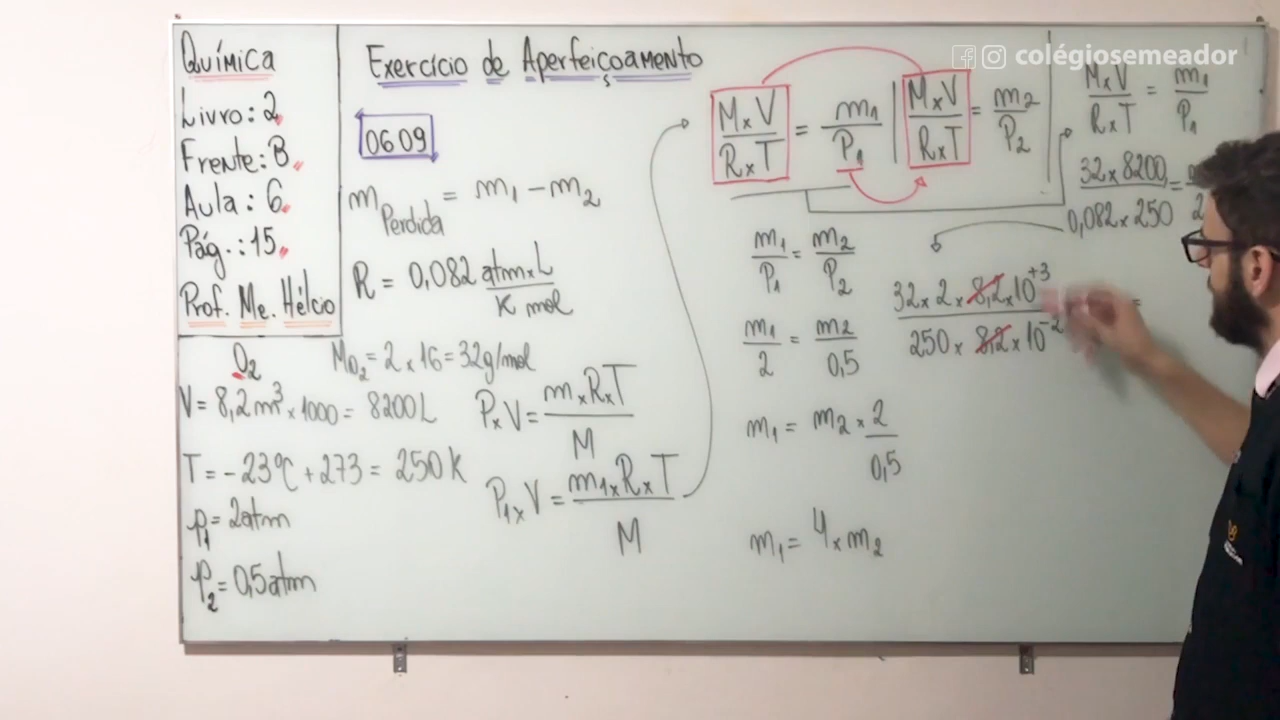 colégiosemeador
Química
Livro: 2
Frente: B
Aula: 6
Pág.: 15
Prof. Me. Hélcio
Exercício de Aperfeiçoamento
0609
m Perdida = m1 - m2
R = 0,082 atm x L / K mol
O2
MO2 = 2 x 16 = 32g/mol
V = 8,2 m³ x 1000 = 8200L
T = -23°C + 273 = 250 K
P1 = 2atm
P2 = 0,5atm
P x V = m x R x T / M
P1 x V = m1 x R x T / M
M x V / R x T = m1 / P1 | M x V / R x T = m2 / P2
m1 / P1 = m2 / P2
m1 / 2 = m2 / 0,5
m1 = m2 x 2 / 0,5
m1 = 4 x m2
M x V / R x T = m1 / P1
32 x 8200 / 0,082 x 250 = / 2
32 x 2 x 8,2 x 10+3 / 250 x 8,2 x 10-2 =